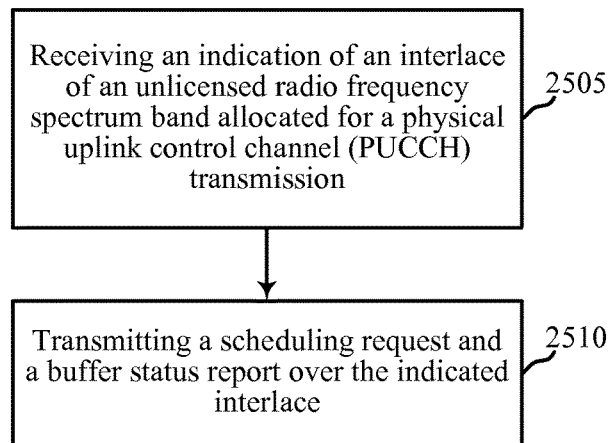 Receiving an indication of an interlace
of an unlicensed radio frequency
spectrum band allocated for a physical
uplink control channel (PUCCH)
transmission
2505
Transmitting a scheduling request and
a buffer status report over the indicated
interlace
2510